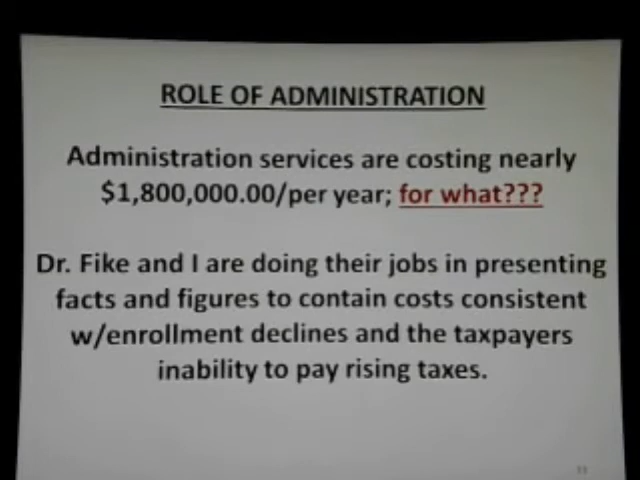 ROLE OF ADMINISTRATION
Administration services are costing nearly
$1,800,000.00/per year; for what???
Dr. Fike and I are doing their jobs in presenting
facts and figures to contain costs consistent
w/enrollment declines and the taxpayers
inability to pay rising taxes.